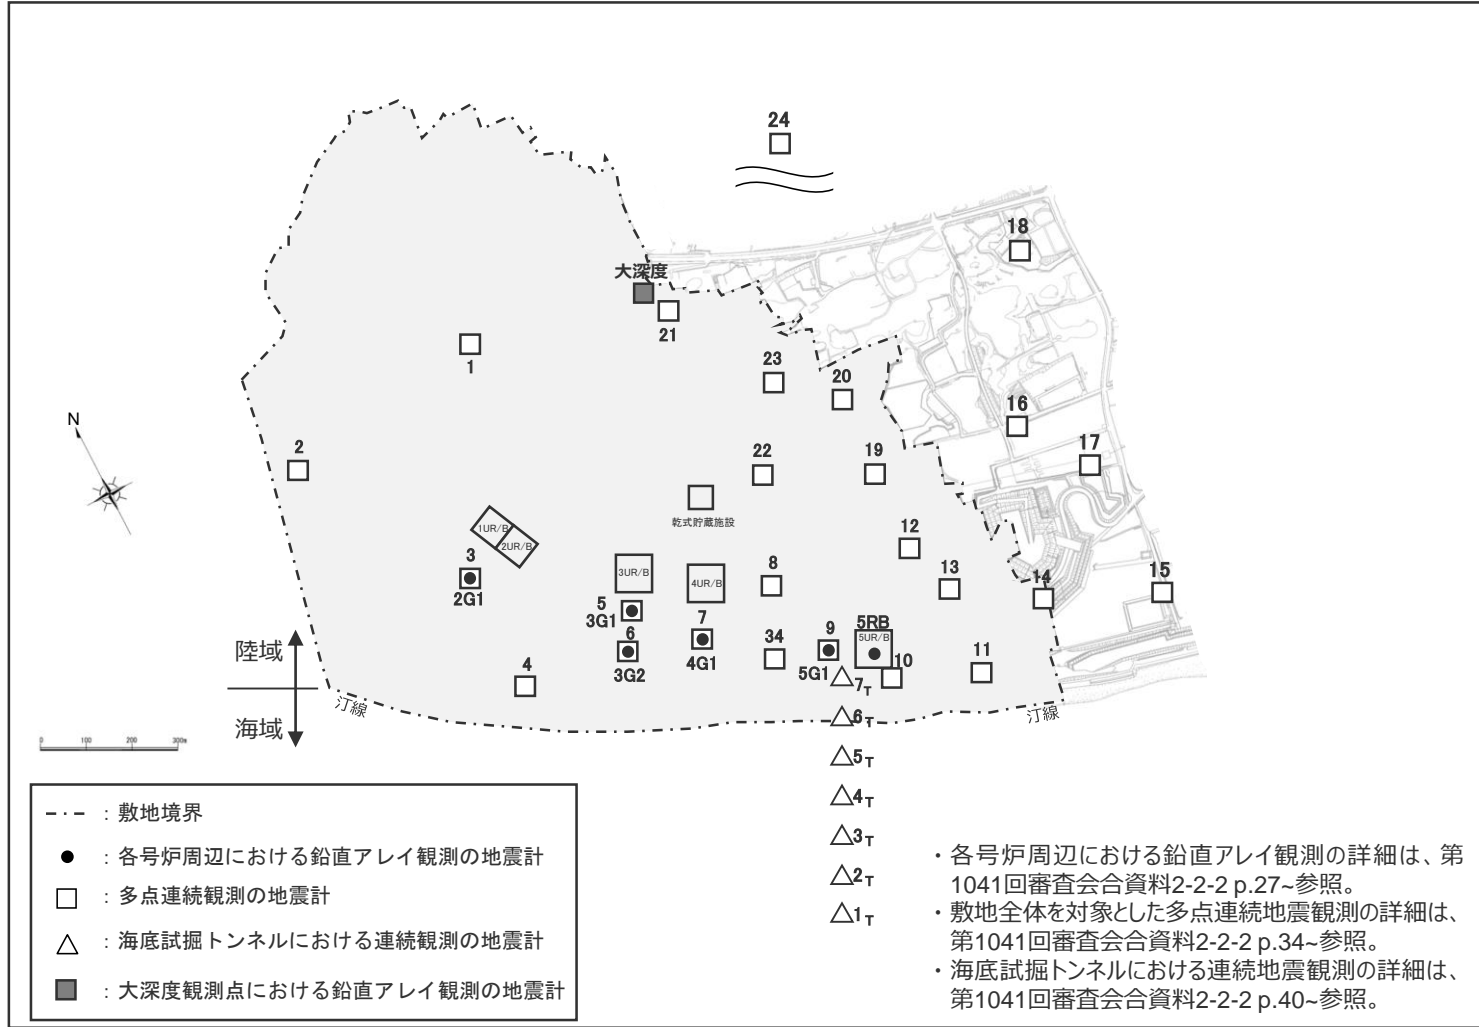 24
18
大深度
21
1
23
20
16
N
2
22
19
17
乾式貯蔵施設
1UR/B
2UR/B
12
3
2G1
3UR/B
4UR/B
8
13
14
15
5
3G1
6
3G2
7
4G1
34
9
5G1
5RB
5UR/B
10
11
4
陸域
海域
汀線
汀線
7T
6T
5T
4T
3T
2T
1T
0 100 200 300m
：敷地境界
：各号炉周辺における鉛直アレイ観測の地震計
：多点連続観測の地震計
：海底試掘トンネルにおける連続観測の地震計
：大深度観測点における鉛直アレイ観測の地震計
・各号炉周辺における鉛直アレイ観測の詳細は、第
1041回審査会合資料2-2-2 p.27~参照。
・敷地全体を対象とした多点連続地震観測の詳細は、
第1041回審査会合資料2-2-2 p.34~参照。
・海底試掘トンネルにおける連続地震観測の詳細は、
第1041回審査会合資料2-2-2 p.40~参照。